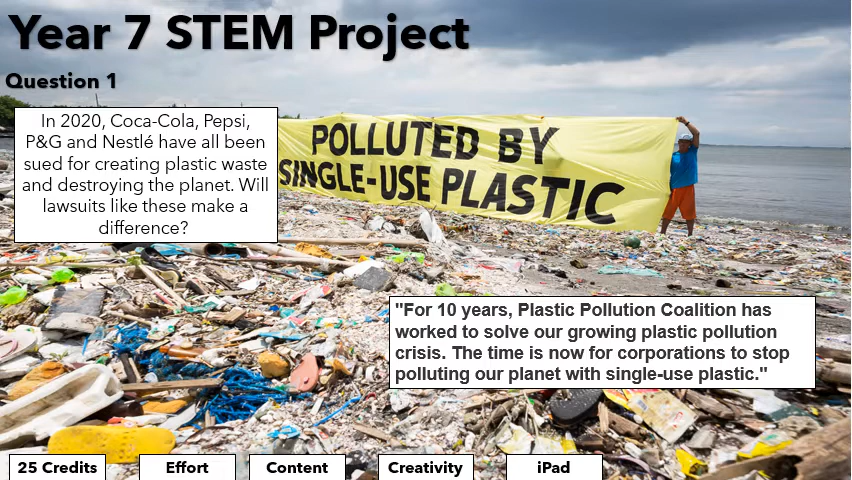 Year 7 STEM Project
Question 1
In 2020, Coca-Cola, Pepsi,
P&G and Nestlé have all been
sued for creating plastic waste
and destroying the planet. Will
lawsuits like these make a
difference?
POLLUTED BY
SINGLE-USE PLASTIC
"For 10 years, Plastic Pollution Coalition has
worked to solve our growing plastic pollution
crisis. The time is now for corporations to stop
polluting our planet with single-use plastic."
25 Credits
Effort
Content
Creativity
iPad